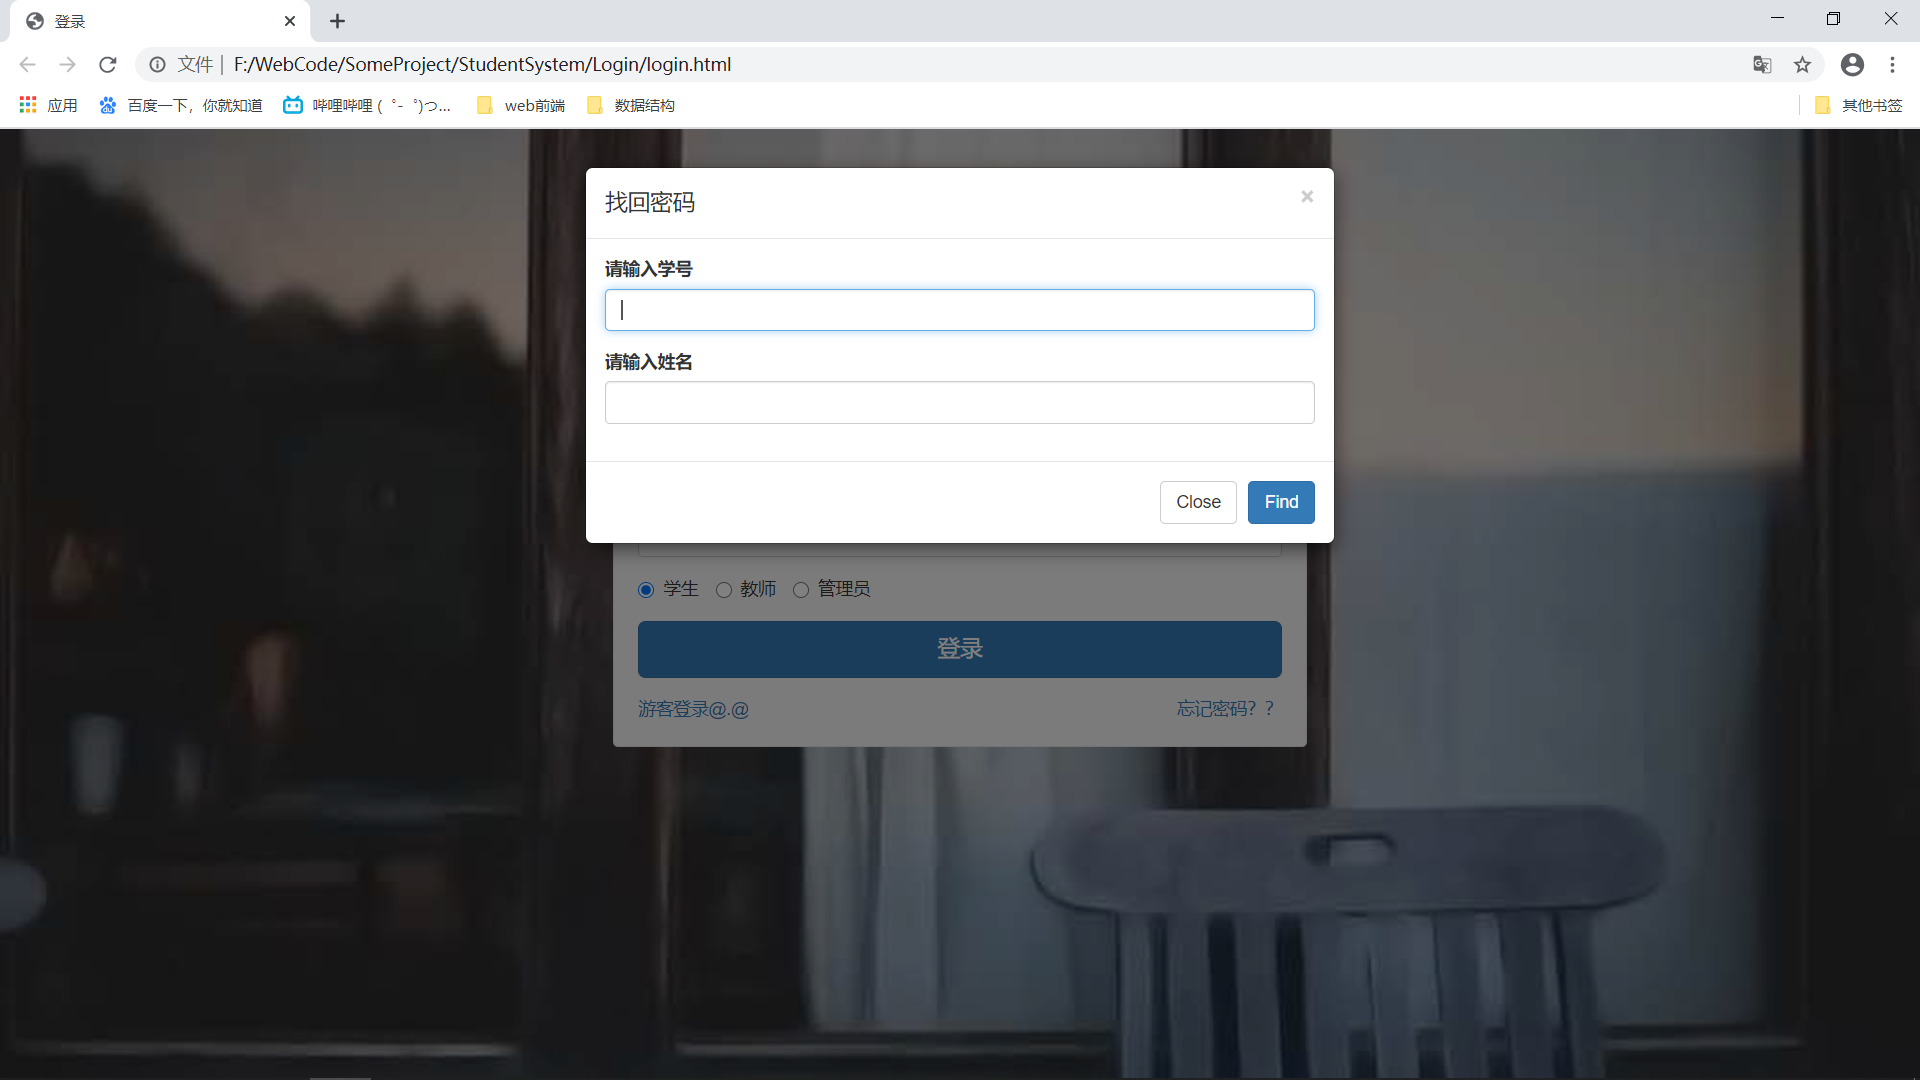 登录
文件 | F:/WebCode/SomeProject/StudentSystem/Login/login.html
应用 百度一下，你就知道 哔哩哔哩 (゜-゜)つ... web前端 数据结构 其他书签
找回密码 ×
请输入学号
请输入姓名
Close Find
学生 教师 管理员
登录
游客登录@.@ 忘记密码？？